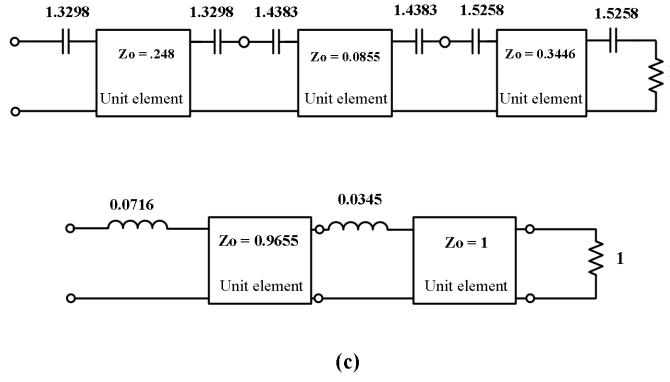 1.3298 1.3298 1.4383 1.4383 1.5258 1.5258
Zo = .248 Zo = 0.0855 Zo = 0.3446
Unit element Unit element Unit element
0.0716 0.0345
Zo = 0.9655 Zo = 1
1
Unit element Unit element
(c)